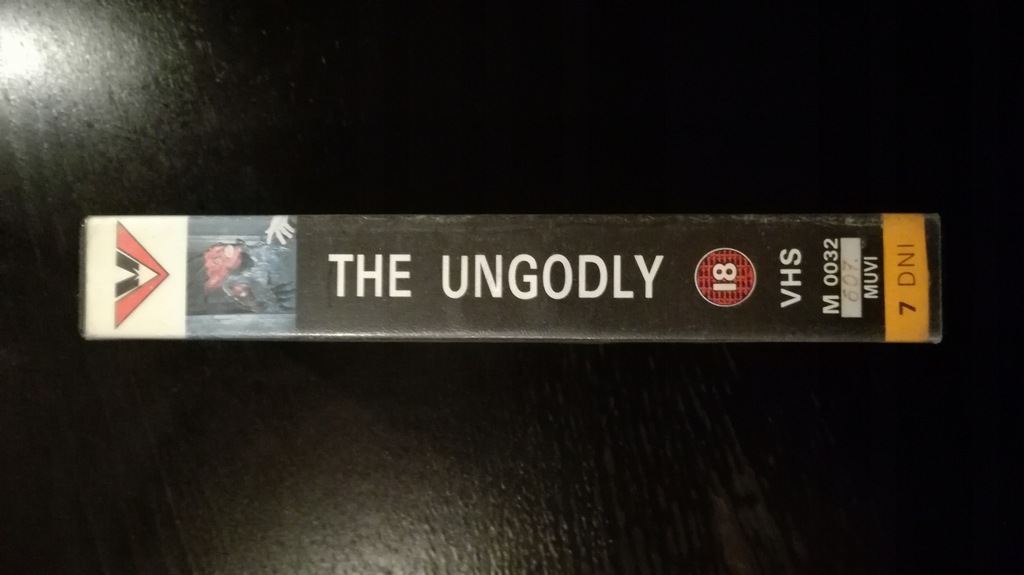 THE UNGODLY
18
VHS
M 0032
607
MUVI
7 DNI